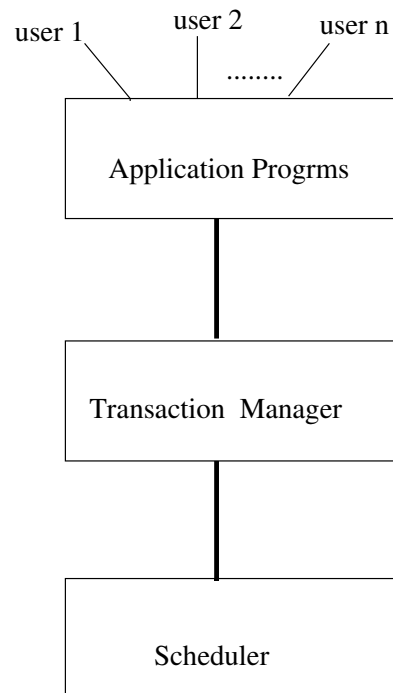 user 1 user 2 ........ user n
Application Progrms
Transaction Manager
Scheduler